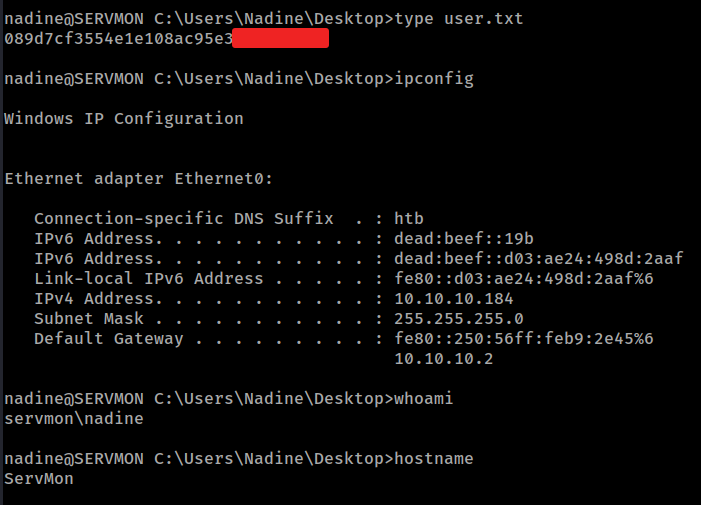 nadine@SERVMON C:\Users\Nadine\Desktop>type user.txt
089d7cf3554e1e108ac95e3
nadine@SERVMON C:\Users\Nadine\Desktop>ipconfig
Windows IP Configuration
Ethernet adapter Ethernet0:
Connection-specific DNS Suffix  . : htb
IPv6 Address. . . . . . . . . . . : dead:beef::19b
IPv6 Address. . . . . . . . . . . : dead:beef::d03:ae24:498d:2aaf
Link-local IPv6 Address . . . . . : fe80::d03:ae24:498d:2aaf%6
IPv4 Address. . . . . . . . . . . : 10.10.10.184
Subnet Mask . . . . . . . . . . . : 255.255.255.0
Default Gateway . . . . . . . . . : fe80::250:56ff:feb9:2e45%6
10.10.10.2
nadine@SERVMON C:\Users\Nadine\Desktop>whoami
servmon\nadine
nadine@SERVMON C:\Users\Nadine\Desktop>hostname
ServMon